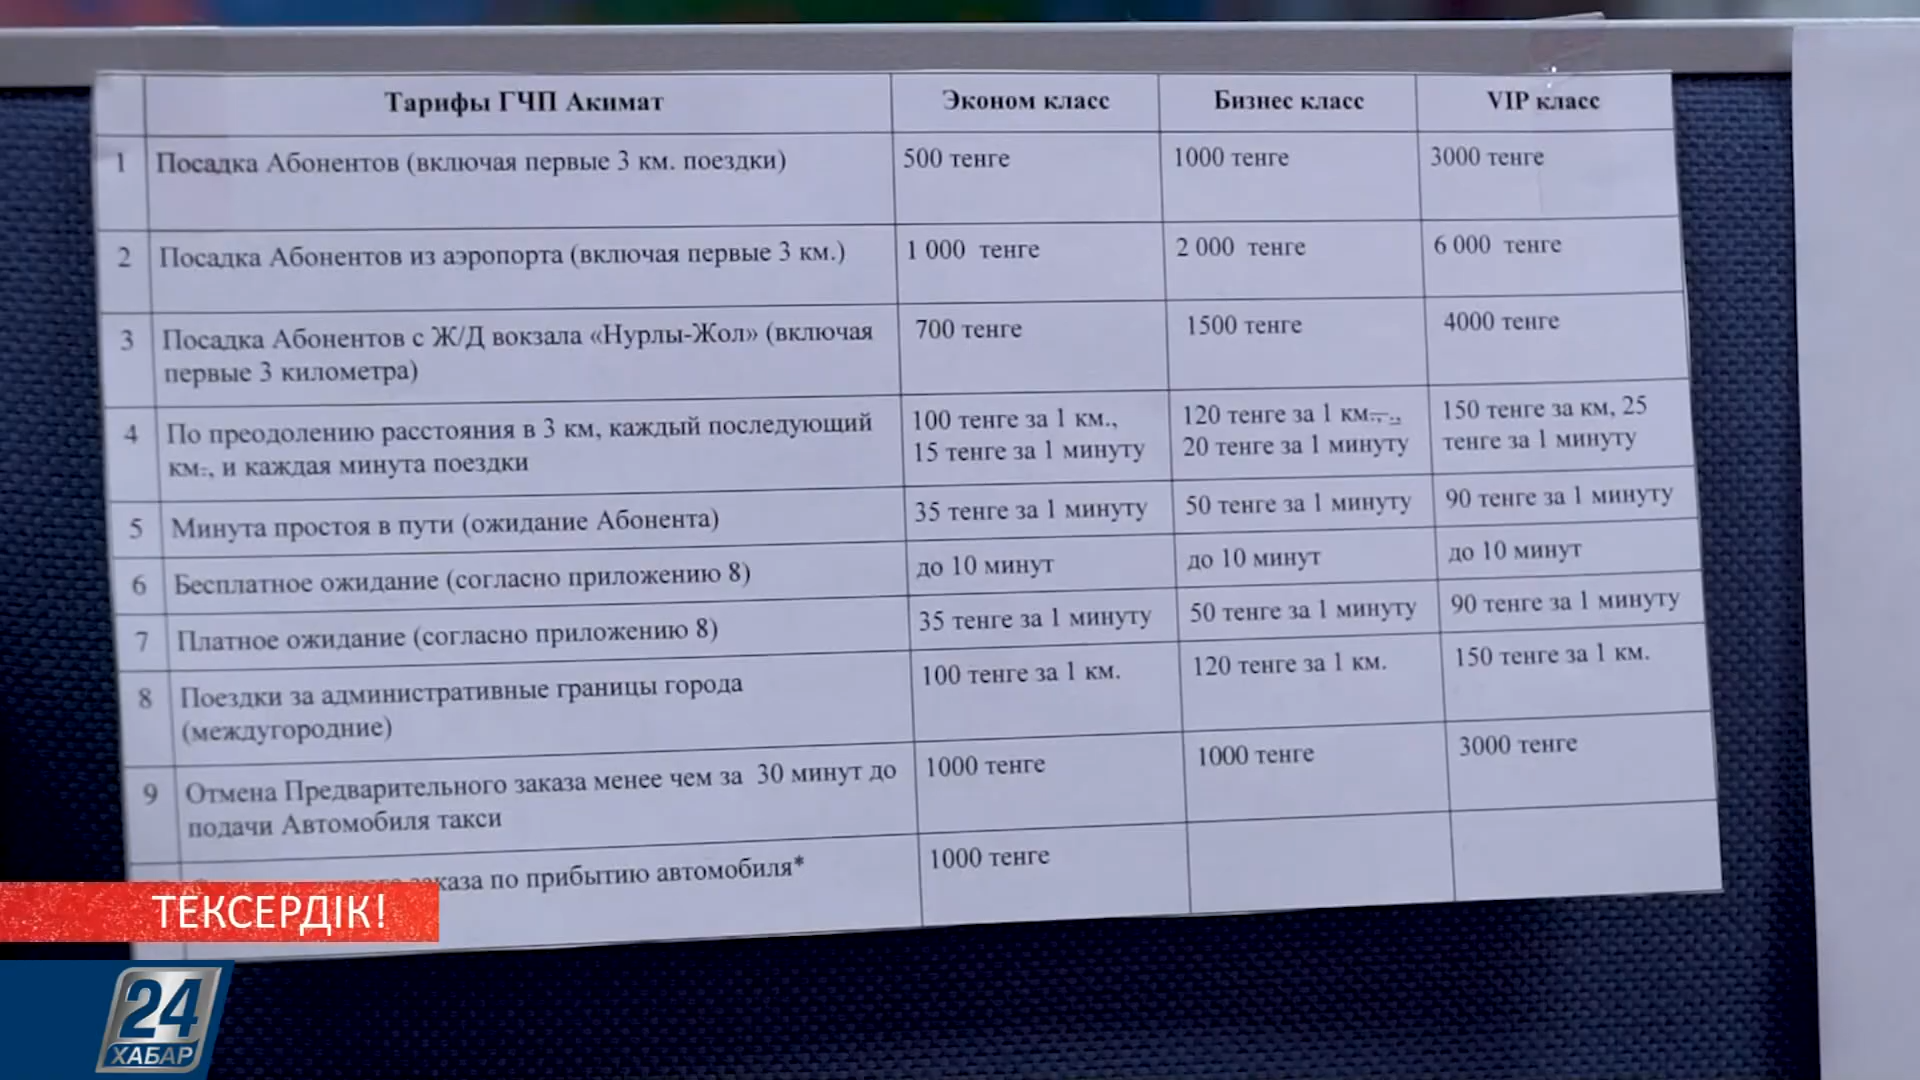 Тарифы ГЧП Акимат Эконом класс Бизнес класс VIP класс
1 Посадка Абонентов (включая первые 3 км. поездки) 500 тенге 1000 тенге 3000 тенге
2 Посадка Абонентов из аэропорта (включая первые 3 км.) 1 000 тенге 2 000 тенге 6 000 тенге
3 Посадка Абонентов с Ж/Д вокзала «Нурлы-Жол» (включая 700 тенге 1500 тенге 4000 тенге
первые 3 километра)
4 По преодолению расстояния в 3 км, каждый последующий 100 тенге за 1 км., 120 тенге за 1 км., , 150 тенге за км, 25
км., и каждая минута поездки 15 тенге за 1 минуту 20 тенге за 1 минуту тенге за 1 минуту
5 Минута простоя в пути (ожидание Абонента) 35 тенге за 1 минуту 50 тенге за 1 минуту 90 тенге за 1 минуту
6 Бесплатное ожидание (согласно приложению 8) до 10 минут до 10 минут до 10 минут
7 Платное ожидание (согласно приложению 8) 35 тенге за 1 минуту 50 тенге за 1 минуту 90 тенге за 1 минуту
8 Поездки за административные границы города 100 тенге за 1 км. 120 тенге за 1 км. 150 тенге за 1 км.
(междугородние)
9 Отмена Предварительного заказа менее чем за 30 минут до 1000 тенге 1000 тенге 3000 тенге
подачи Автомобиля такси
по прибытию автомобиля* 1000 тенге
ТЕКСЕРДІК!
24
ХАБАР